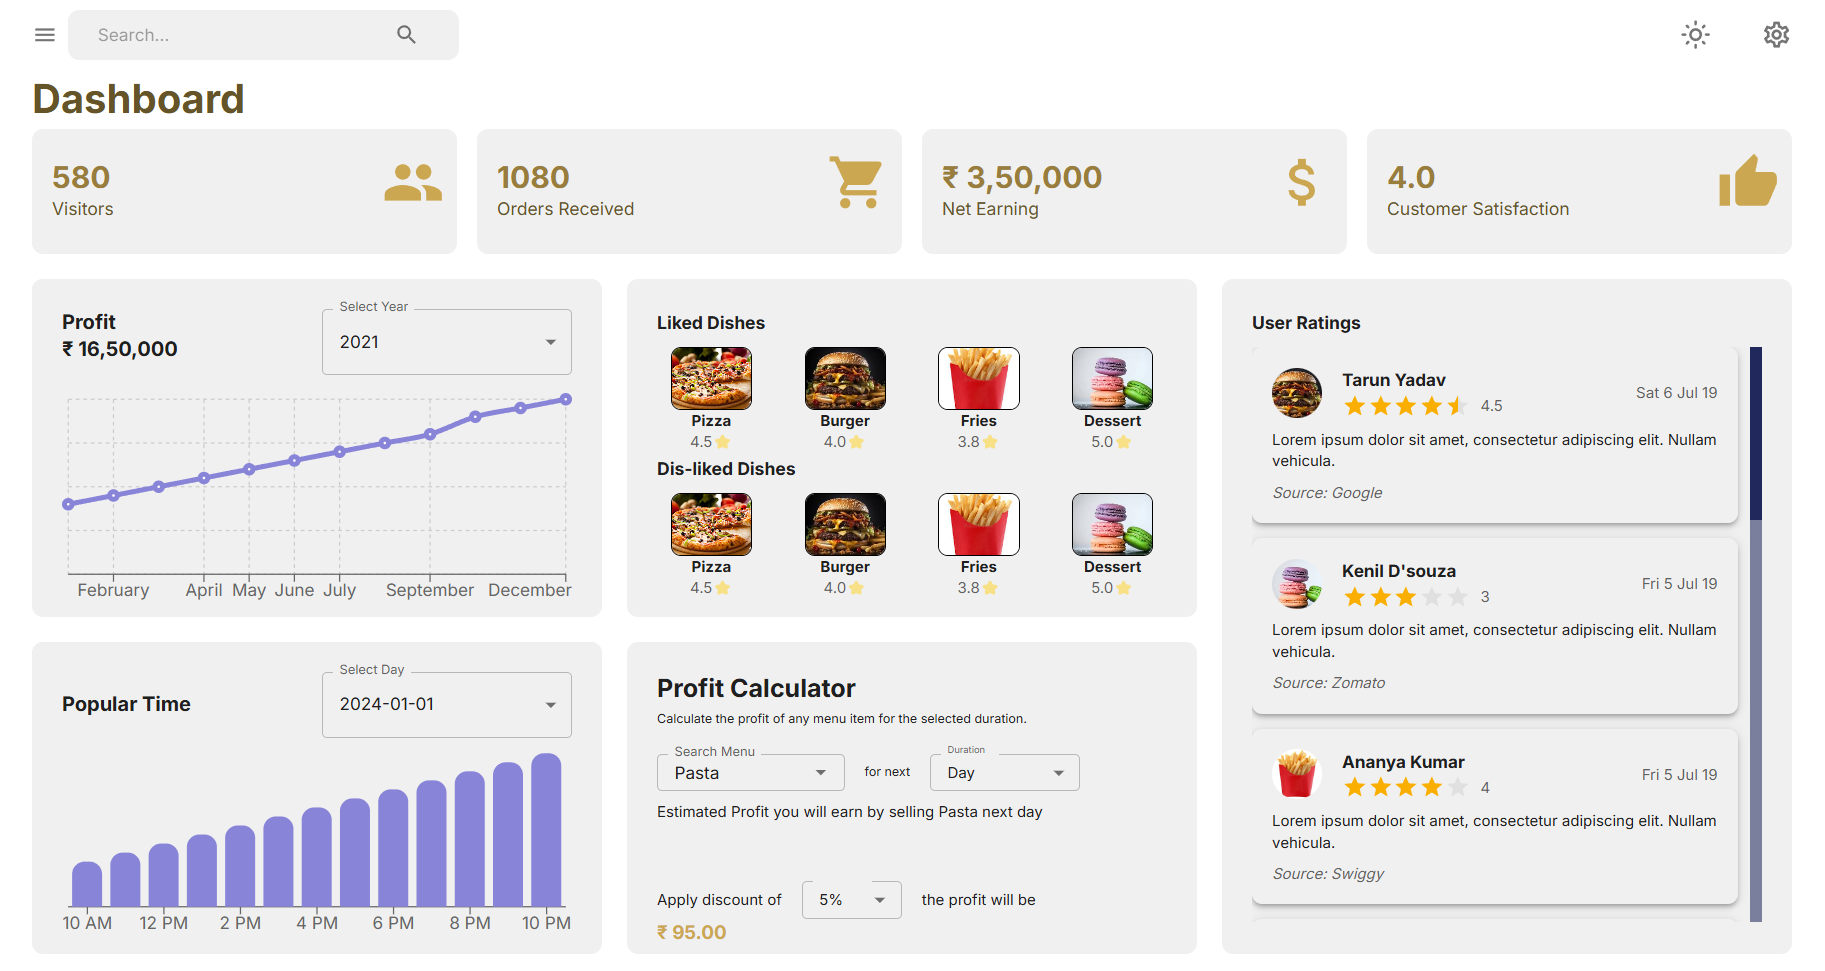 Search...
Dashboard
580
Visitors
1080
Orders Received
₹ 3,50,000
Net Earning
4.0
Customer Satisfaction
Profit
₹ 16,50,000
Select Year
2021
February April May June July September December
Liked Dishes
Pizza Burger Fries Dessert
4.5 4.0 3.8 5.0
Dis-liked Dishes
Pizza Burger Fries Dessert
4.5 4.0 3.8 5.0
User Ratings
Tarun Yadav
4.5
Sat 6 Jul 19
Lorem ipsum dolor sit amet, consectetur adipiscing elit. Nullam
vehicula.
Source: Google
Kenil D'souza
3
Fri 5 Jul 19
Lorem ipsum dolor sit amet, consectetur adipiscing elit. Nullam
vehicula.
Source: Zomato
Ananya Kumar
4
Fri 5 Jul 19
Lorem ipsum dolor sit amet, consectetur adipiscing elit. Nullam
vehicula.
Source: Swiggy
Popular Time
Select Day
2024-01-01
10 AM 12 PM 2 PM 4 PM 6 PM 8 PM 10 PM
Profit Calculator
Calculate the profit of any menu item for the selected duration.
Search Menu
Pasta
for next
Duration
Day
Estimated Profit you will earn by selling Pasta next day
Apply discount of 5% the profit will be
₹ 95.00